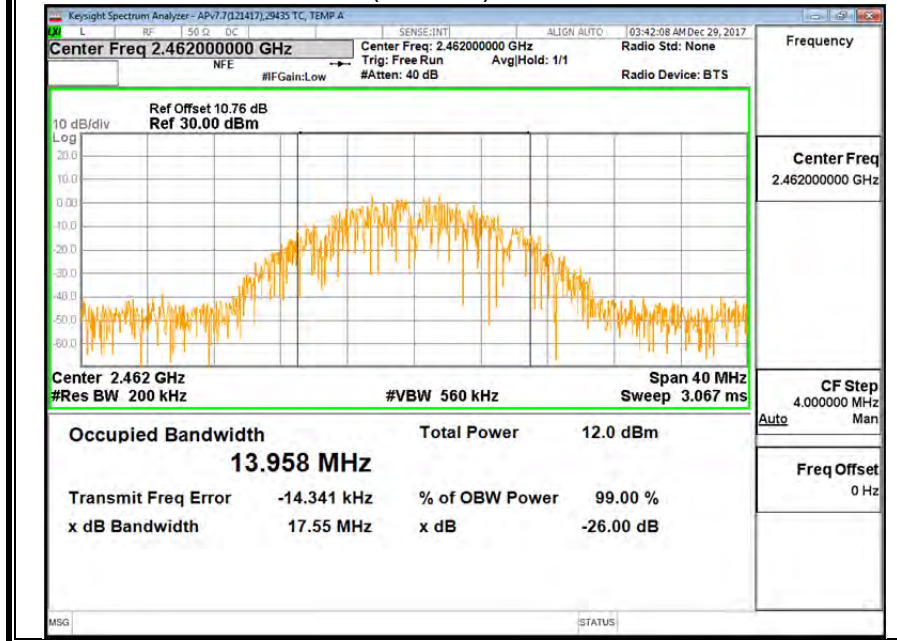 Keysight Spectrum Analyzer - APv7.7(121417),29435 TC, TEMP A
LXI L RF 50 Ω DC SENSE:INT ALIGN AUTO 03:42:08 AM Dec 29, 2017
Center Freq 2.462000000 GHz
NFE
#IFGain:Low
Center Freq: 2.462000000 GHz
Trig: Free Run Avg|Hold: 1/1
#Atten: 40 dB
Radio Std: None
Radio Device: BTS
Frequency
Ref Offset 10.76 dB
10 dB/div Ref 30.00 dBm
Log
20.0
10.0
0.00
-10.0
-20.0
-30.0
-40.0
-50.0
-60.0
Center 2.462 GHz Span 40 MHz
#Res BW 200 kHz #VBW 560 kHz Sweep 3.067 ms
Occupied Bandwidth
13.958 MHz
Total Power 12.0 dBm
Transmit Freq Error -14.341 kHz % of OBW Power 99.00 %
x dB Bandwidth 17.55 MHz x dB -26.00 dB
Center Freq
2.462000000 GHz
CF Step
4.000000 MHz
Auto Man
Freq Offset
0 Hz
MSG STATUS